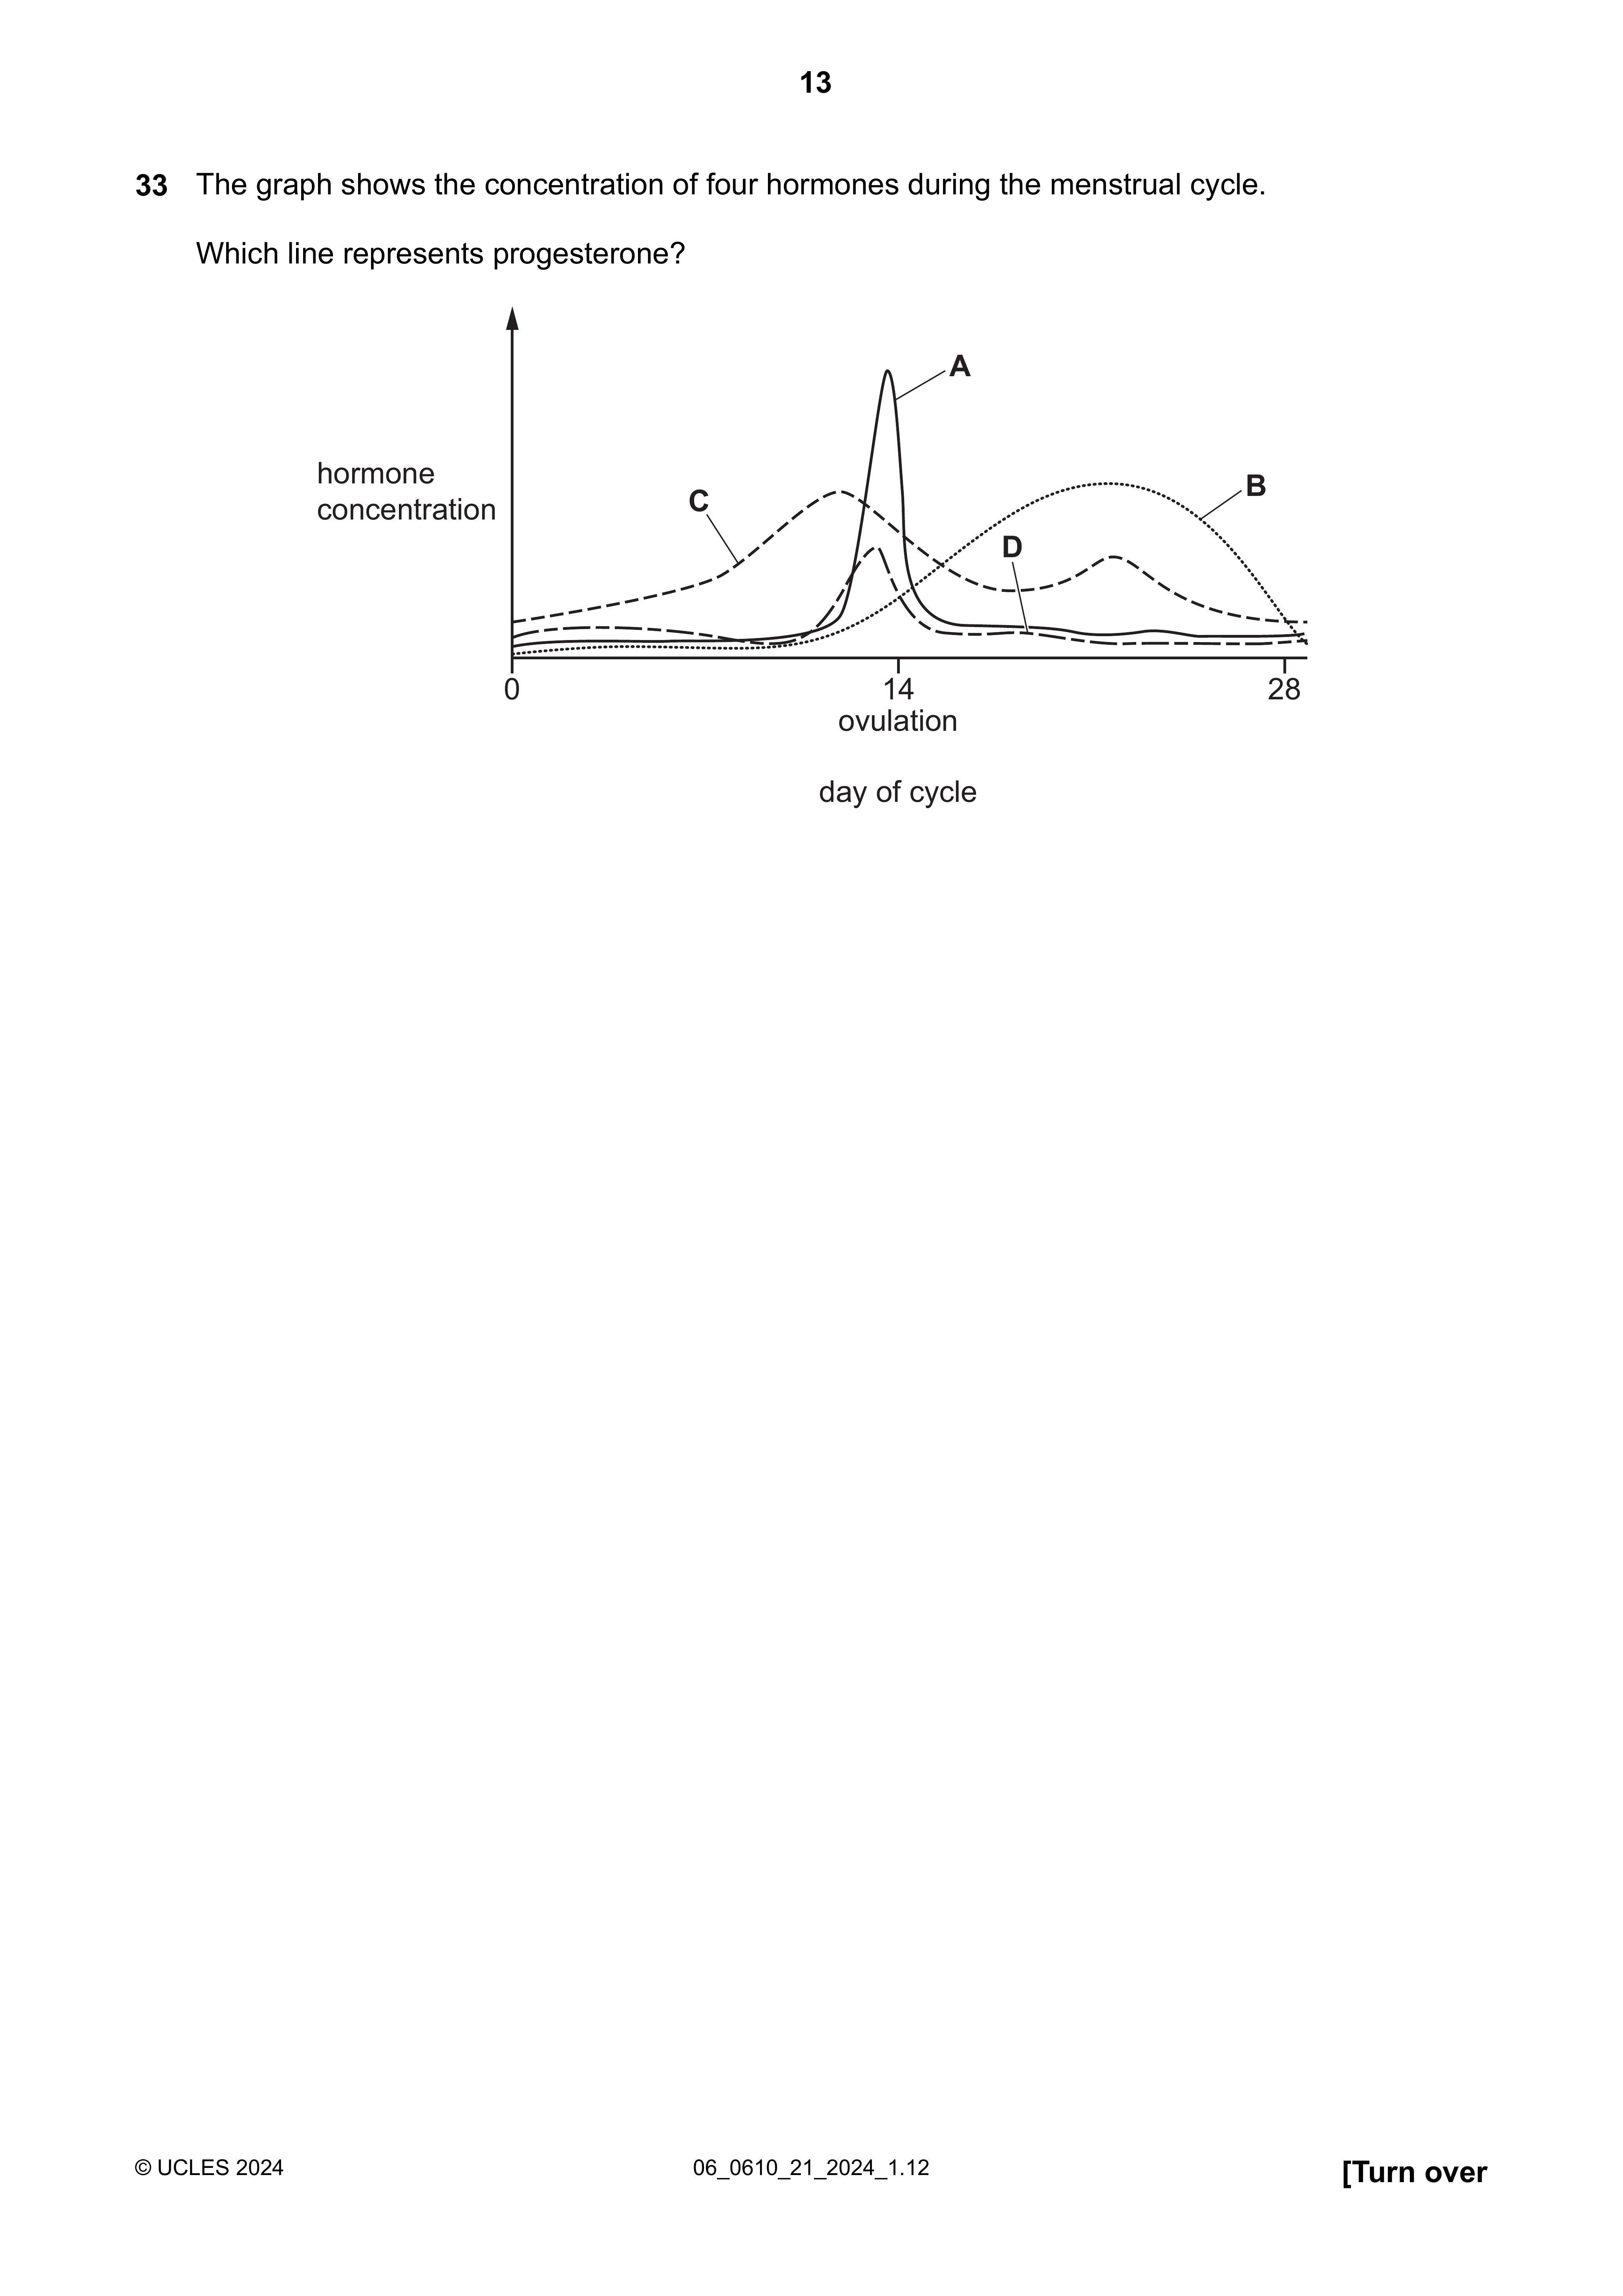 13
33 The graph shows the concentration of four hormones during the menstrual cycle.
Which line represents progesterone?
A
B
C
D
hormone
concentration
0 14 28
ovulation
day of cycle
© UCLES 2024 06_0610_21_2024_1.12 [Turn over